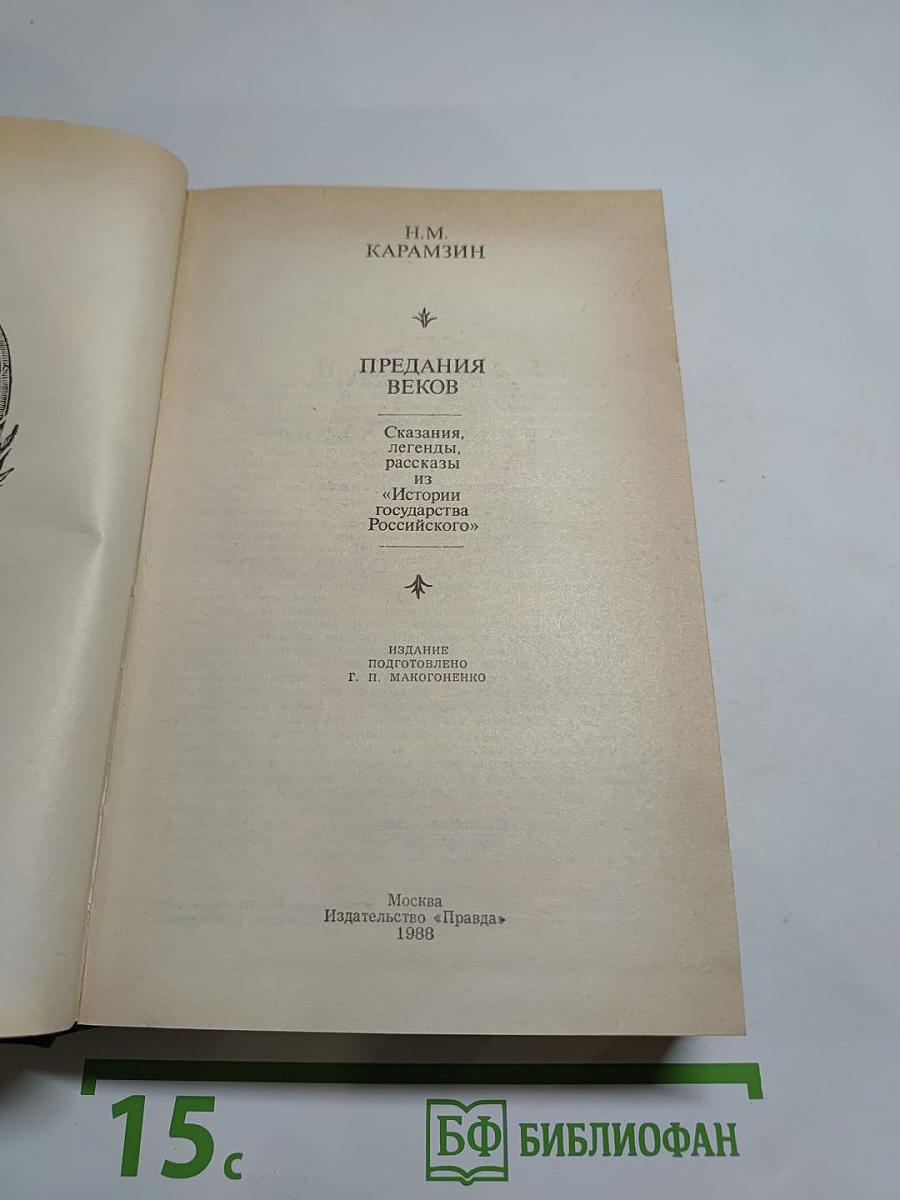 Н.М.
КАРАМЗИН
ПРЕДАНИЯ
ВЕКОВ
Сказания,
легенды,
рассказы
из
«Истории
государства
Российского»
ИЗДАНИЕ
ПОДГОТОВЛЕНО
Г. П. МАКОГОНЕНКО
Москва
Издательство «Правда»
1988
15 с
БФ БИБЛИОФАН